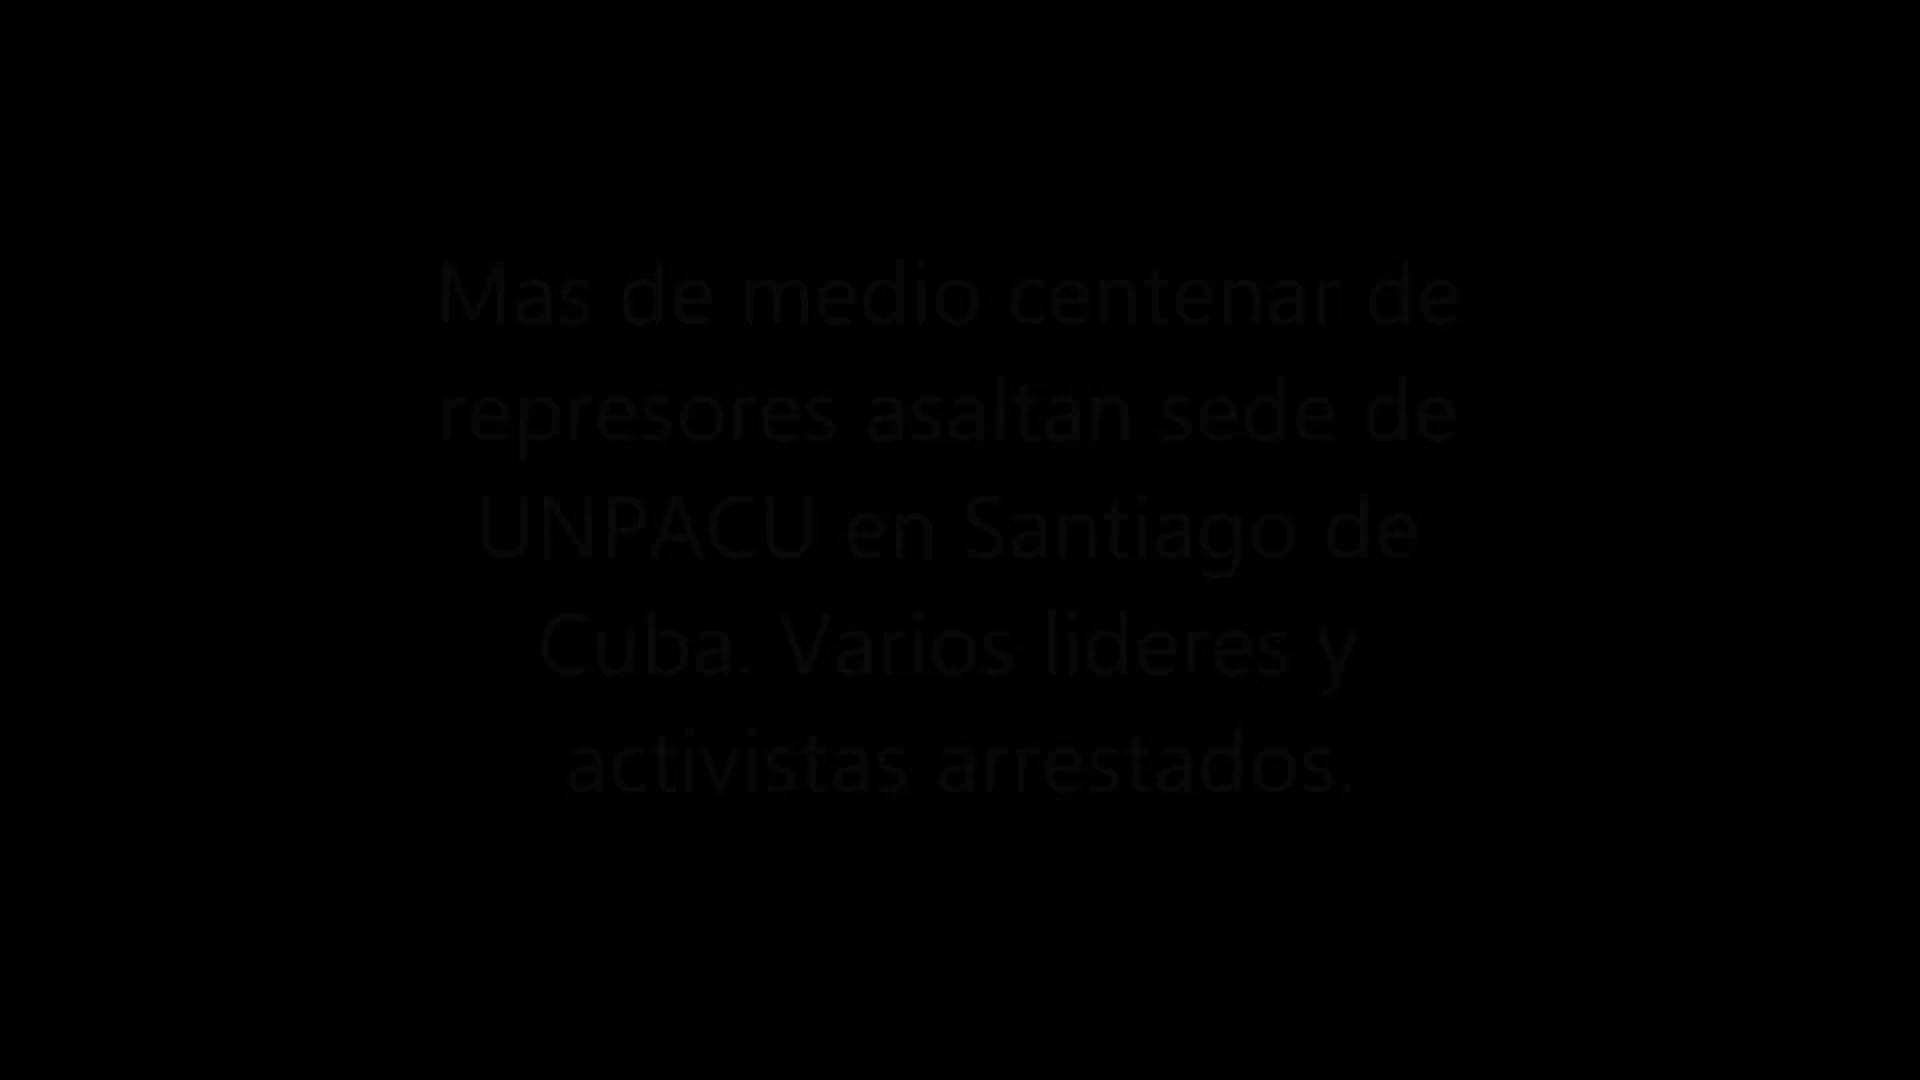 Mas de medio centenar de
represores asaltan sede de
UNPACU en Santiago de
Cuba. Varios lideres y
activistas arrestados.